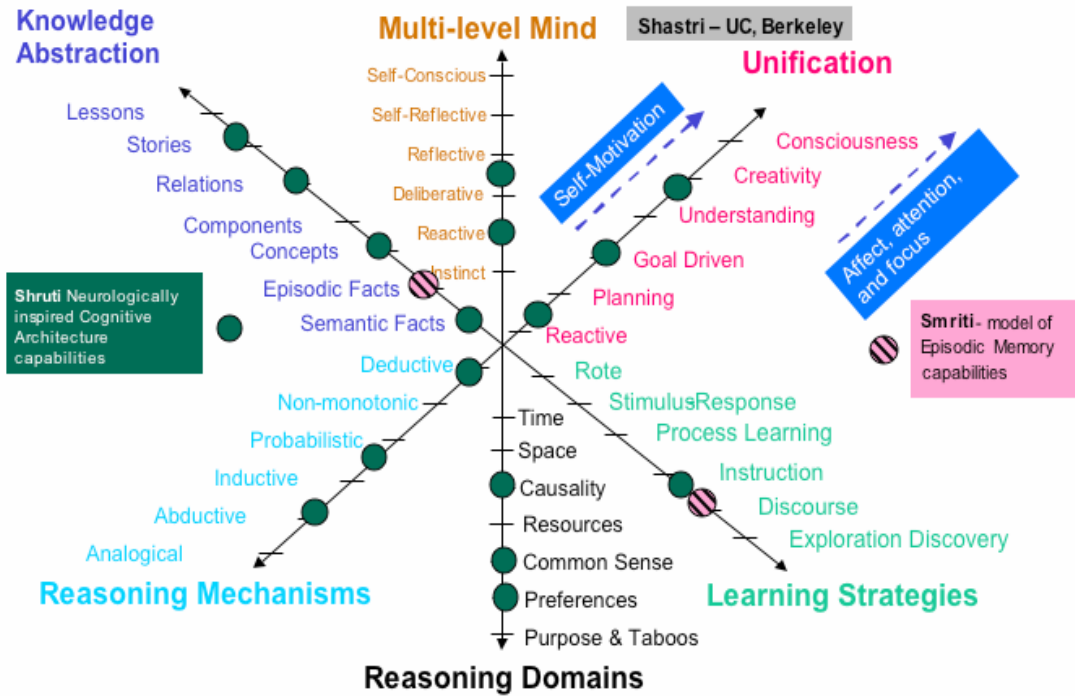 Knowledge
Abstraction
Multi-level Mind
Shastri – UC, Berkeley
Unification
Lessons
Stories
Relations
Components
Concepts
Episodic Facts
Semantic Facts
Self-Conscious
Self-Reflective
Reflective
Deliberative
Reactive
Instinct
Self-Motivation
Consciousness
Creativity
Understanding
Goal Driven
Planning
Reactive
Affect, attention,
and focus
Shruti Neurologically
inspired Cognitive
Architecture
capabilities
Smriti- model of
Episodic Memory
capabilities
Deductive
Non-monotonic
Probabilistic
Inductive
Abductive
Analogical
Reasoning Mechanisms
Time
Space
Causality
Resources
Common Sense
Preferences
Purpose & Taboos
Reasoning Domains
Rote
Stimulus-Response
Process Learning
Instruction
Discourse
Exploration Discovery
Learning Strategies